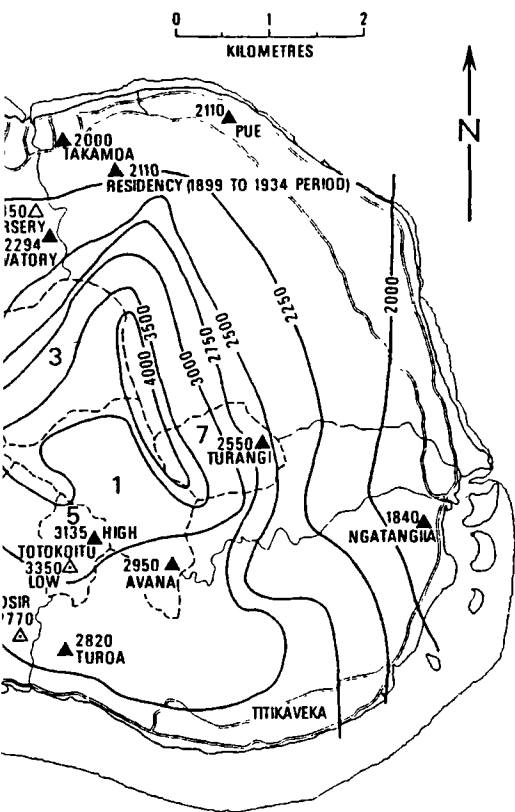 0 1 2
KILOMETRES
N
2110
PUE
2000
TAKAMOA
2110
RESIDENCY (1899 TO 1934 PERIOD)
2294
2000
2250
2500
2750
3000
3500
4000
3
7
2550
TURANGI
1
5
3135 HIGH
TOTOKOITU
3350
LOW
2950
AVANA
1840
NGATANGIIA
2820
TUROA
TITIKAVEKA